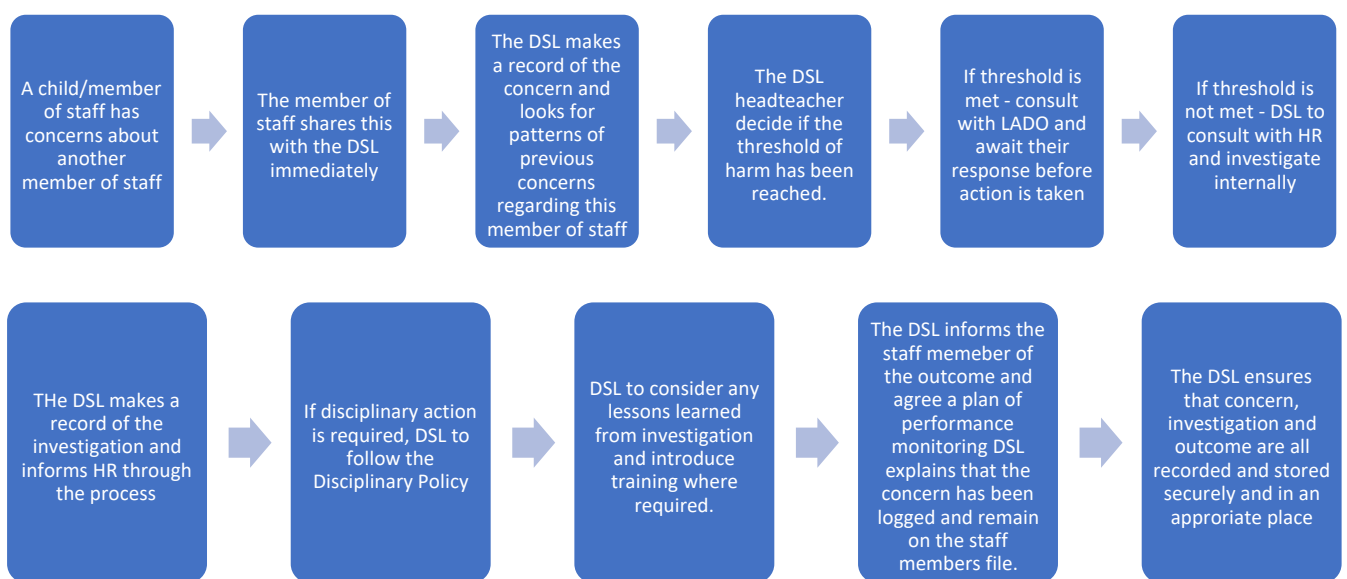 A child/member
of staff has
concerns about
another
member of staff
The member of
staff shares this
with the DSL
immediately
The DSL makes
a record of the
concern and
looks for
patterns of
previous
concerns
regarding this
member of staff
The DSL
headteacher
decide if the
threshold of
harm has been
reached.
If threshold is
met - consult
with LADO and
await their
response before
action is taken
If threshold is
not met - DSL to
consult with HR
and investigate
internally
THe DSL makes a
record of the
investigation and
informs HR through
the process
If disciplinary action
is required, DSL to
follow the
Disciplinary Policy
DSL to consider any
lessons learned
from investigation
and introduce
training where
required.
The DSL informs the
staff memeber of
the outcome and
agree a plan of
performance
monitoring DSL
explains that the
concern has been
logged and remain
on the staff
members file.
The DSL ensures
that concern,
investigation and
outcome are all
recorded and stored
securely and in an
approriate place